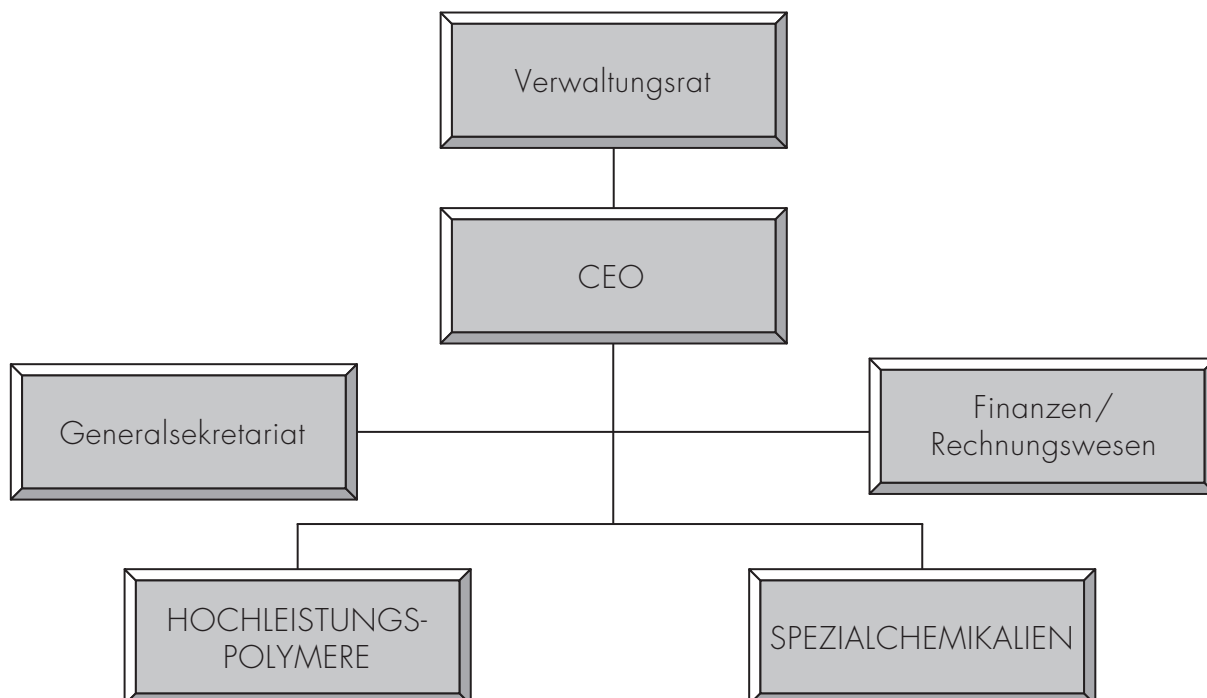 Verwaltungsrat
CEO
Generalsekretariat
Finanzen/
Rechnungswesen
HOCHLEISTUNGS-
POLYMERE
SPEZIALCHEMIKALIEN